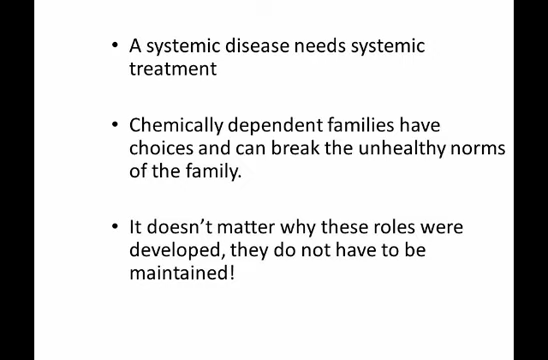 • A systemic disease needs systemic
treatment
• Chemically dependent families have
choices and can break the unhealthy norms
of the family.
• It doesn't matter why these roles were
developed, they do not have to be
maintained!